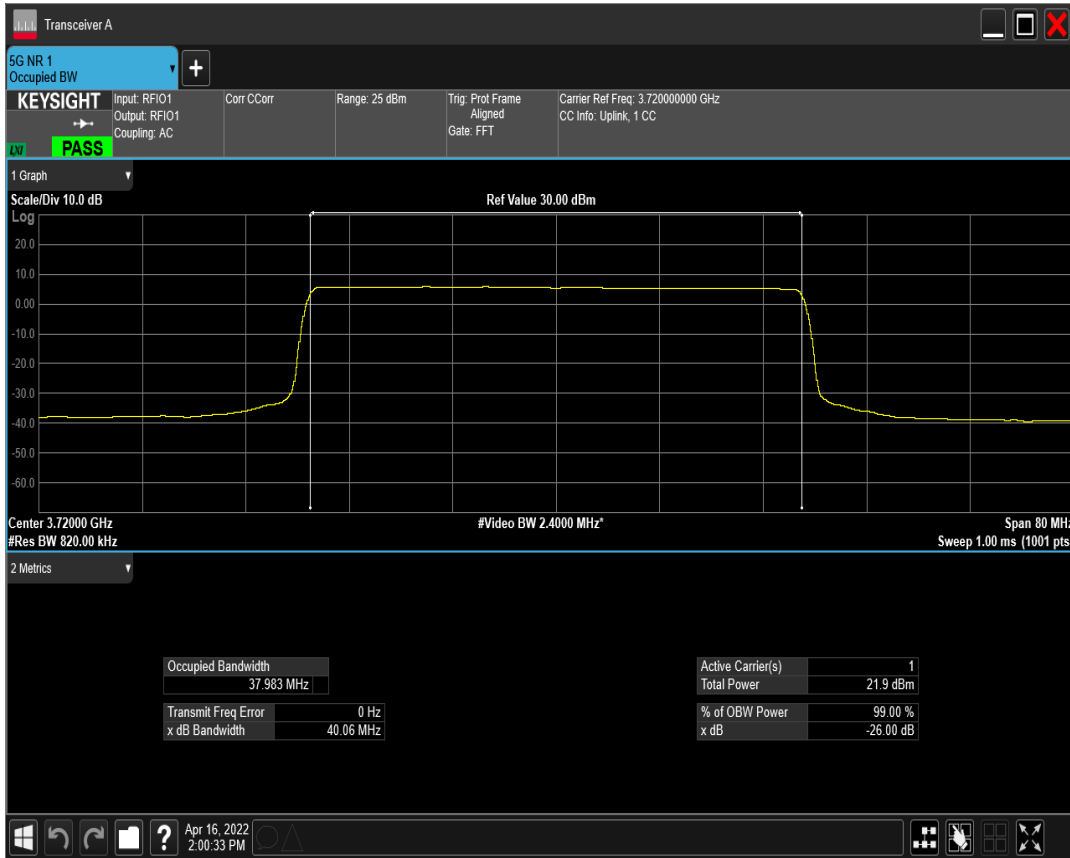 Transceiver A
5G NR 1
Occupied BW
KEYSIGHT
LXI
PASS
Input: RFIO1
Output: RFIO1
Coupling: AC
Corr CCorr
Range: 25 dBm
Trig: Prot Frame
Aligned
Gate: FFT
Carrier Ref Freq: 3.720000000 GHz
CC Info: Uplink, 1 CC
1 Graph
Scale/Div 10.0 dB
Ref Value 30.00 dBm
Log
20.0
10.0
0.00
-10.0
-20.0
-30.0
-40.0
-50.0
-60.0
Center 3.72000 GHz
#Video BW 2.4000 MHz*
Span 80 MHz
#Res BW 820.00 kHz
Sweep 1.00 ms (1001 pts
2 Metrics
Occupied Bandwidth
37.983 MHz
Transmit Freq Error 0 Hz
x dB Bandwidth 40.06 MHz
Active Carrier(s) 1
Total Power 21.9 dBm
% of OBW Power 99.00 %
x dB -26.00 dB
?
Apr 16, 2022
2:00:33 PM